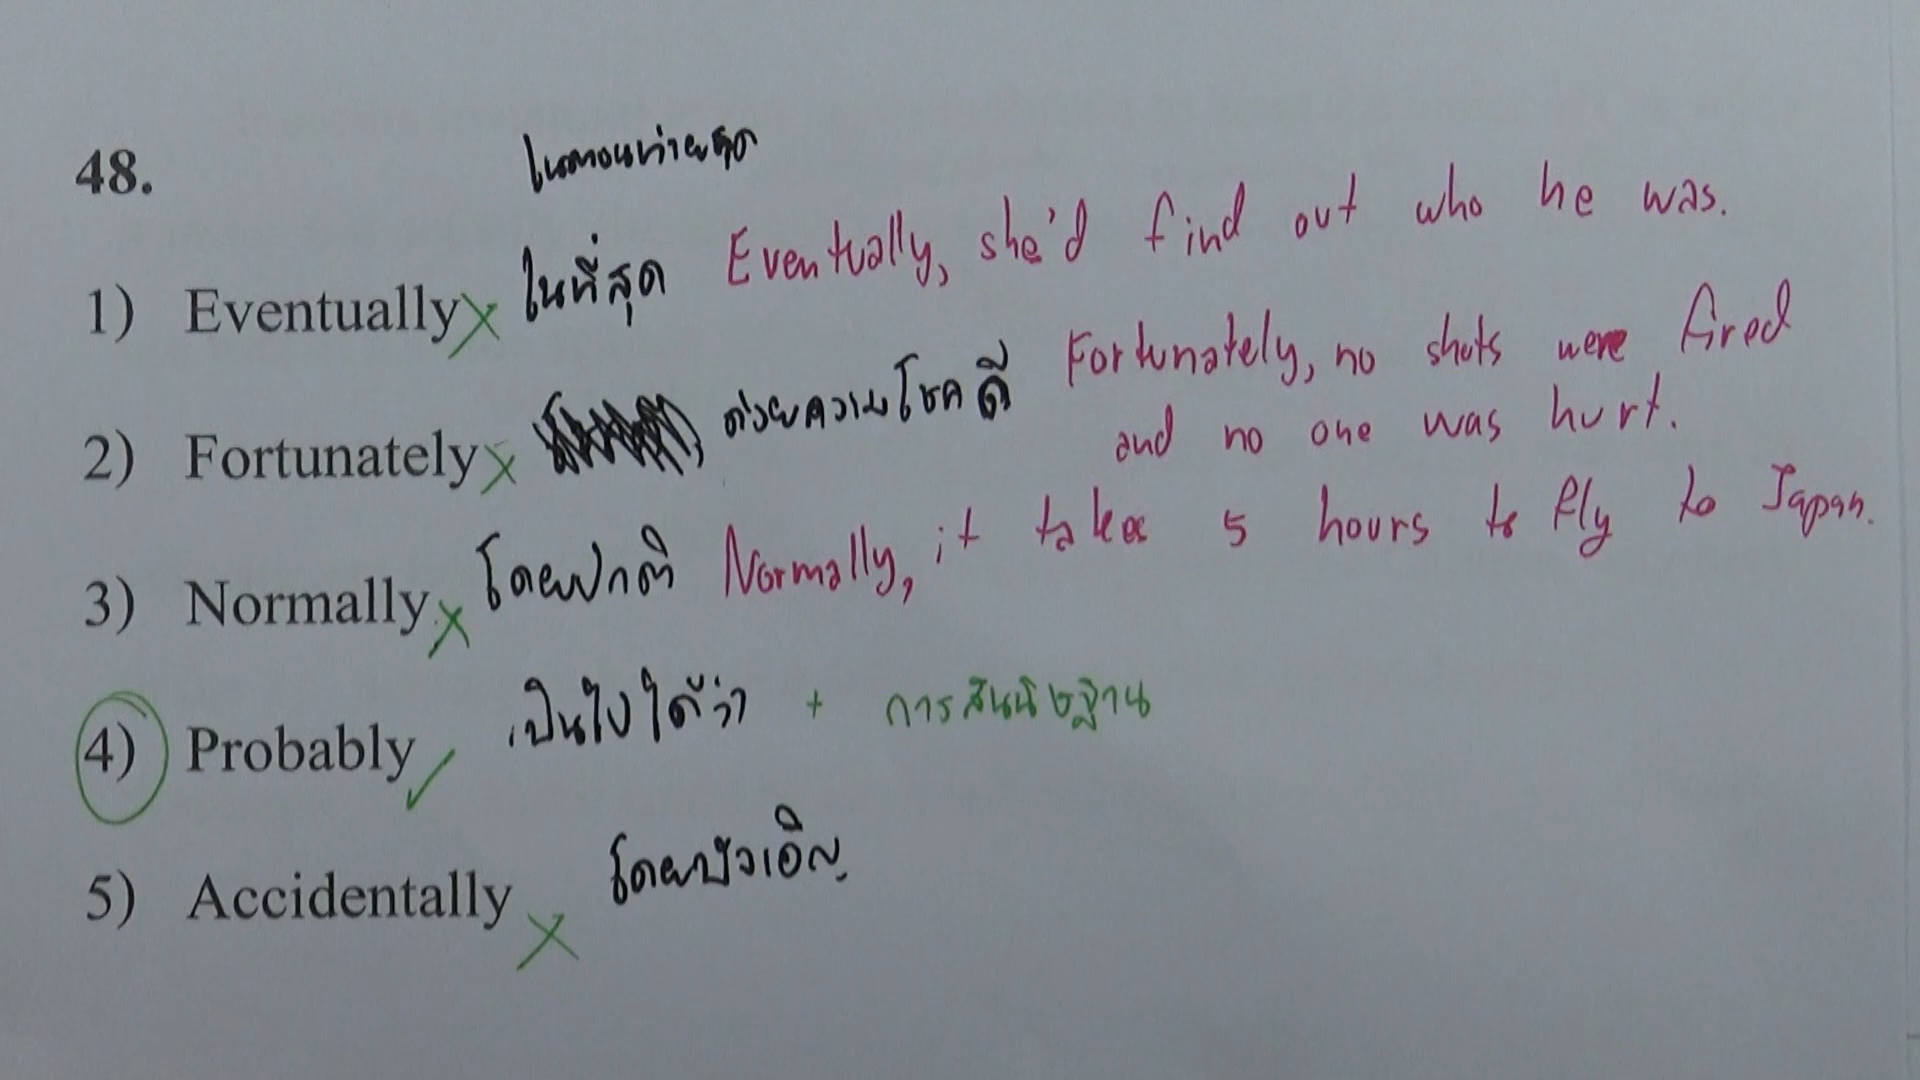 48.
ในตอนท้ายสุด
1) Eventually ในที่สุด Eventually, she'd find out who he was.
2) Fortunately ด้วยความโชคดี Fortunately, no shots were fired
and no one was hurt.
3) Normally โดยปกติ Normally, it takes 5 hours to fly to Japan.
4) Probably เป็นไปได้ว่า + การสันนิษฐาน
5) Accidentally โดยบังเอิญ